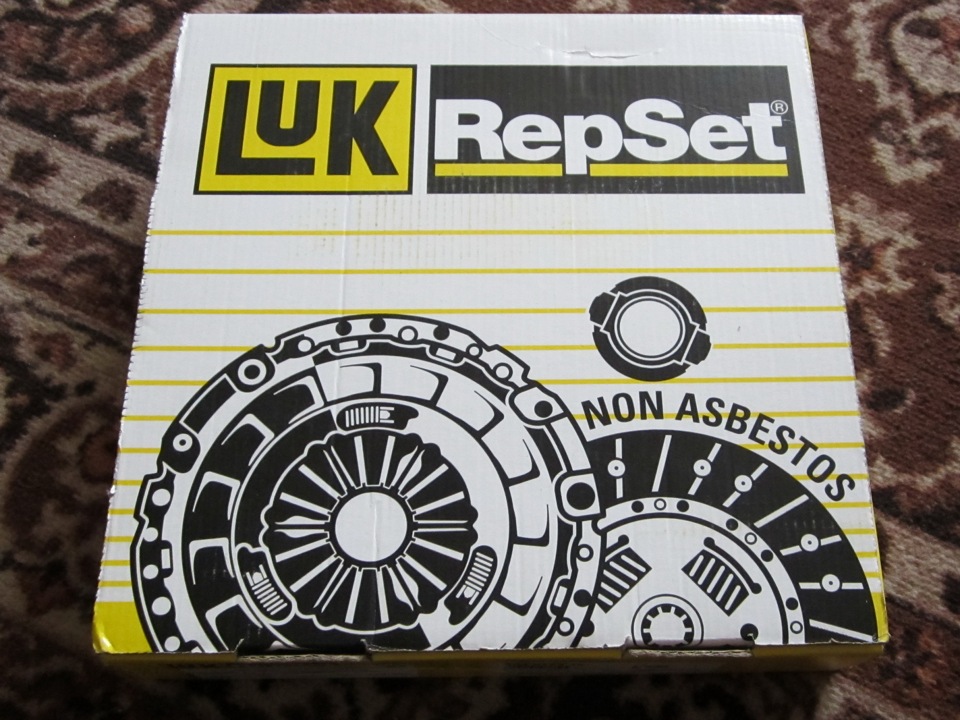 LUK RepSet®
NON ASBESTOS